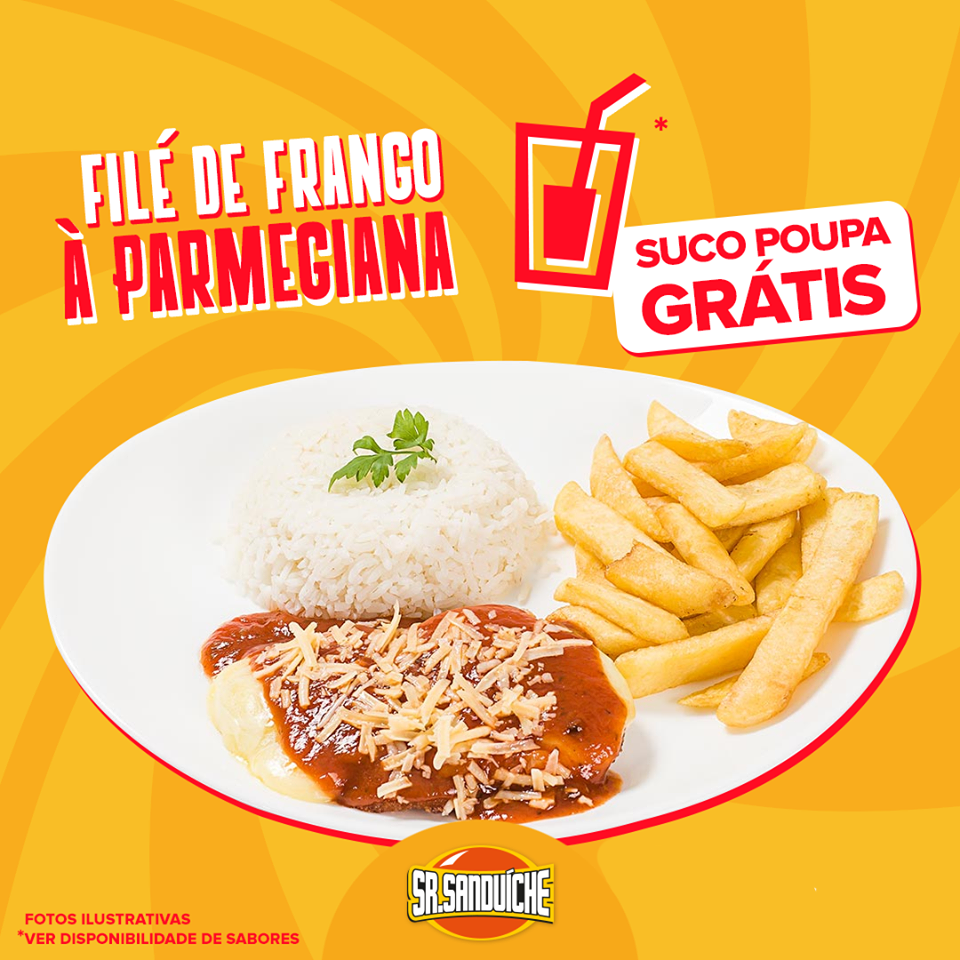 FILÉ DE FRANGO
À PARMEGIANA
*
SUCO POUPA
GRÁTIS
SR.SANDUÍCHE
FOTOS ILUSTRATIVAS
*VER DISPONIBILIDADE DE SABORES